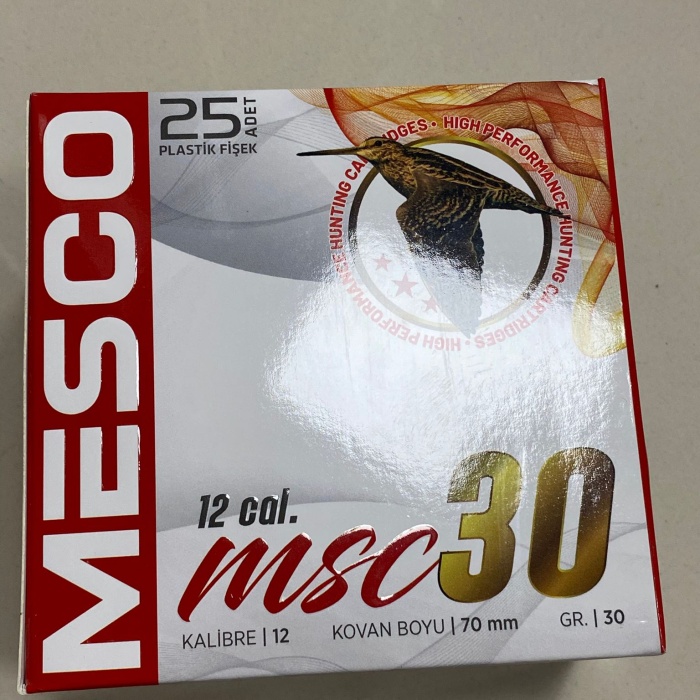 MESCO
25 ADET
PLASTİK FİŞEK
HIGH PERFORMANCE HUNTING CARTRIDGES • HIGH PERFORMANCE HUNTING CARTRIDGES •
12 cal.
msc30
KALİBRE | 12 KOVAN BOYU | 70 mm GR. | 30